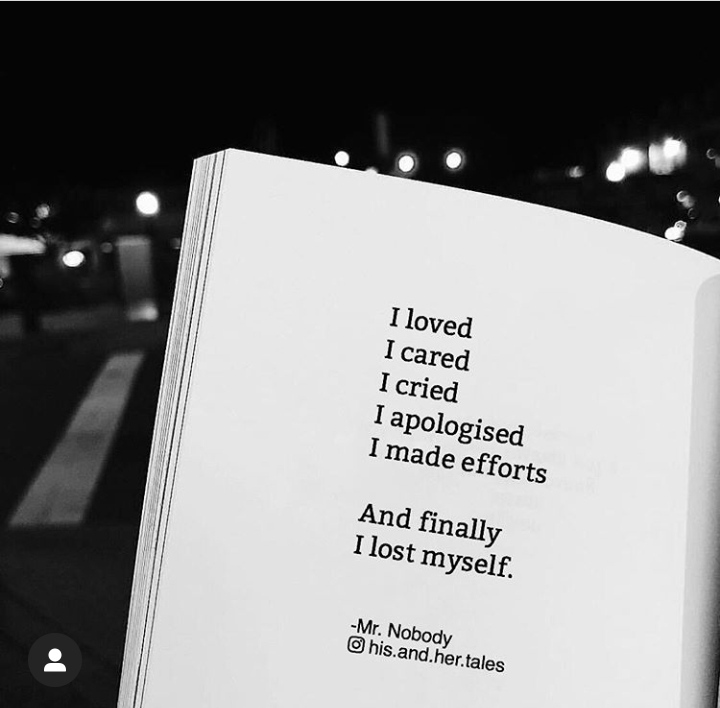 I loved
I cared
I cried
I apologised
I made efforts
And finally
I lost myself.
-Mr. Nobody
his.and.her.tales